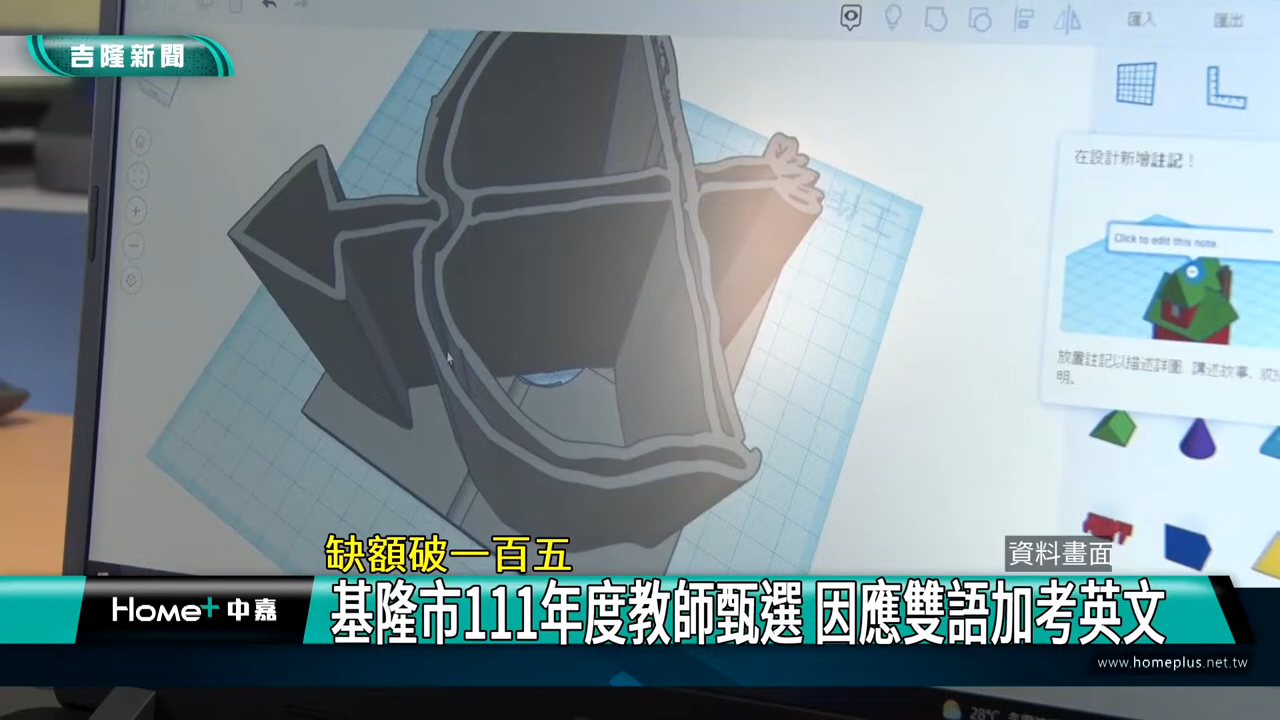 吉隆新聞
匯入
匯出
在設計新增註記！
Click to edit this note
放置註記以描述詳圖, 講述故事, 或
明。
工作
缺額破一百五
資料畫面
Home+中嘉
基隆市111年度教師甄選 因應雙語加考英文
www.homeplus.net.tw
28°C